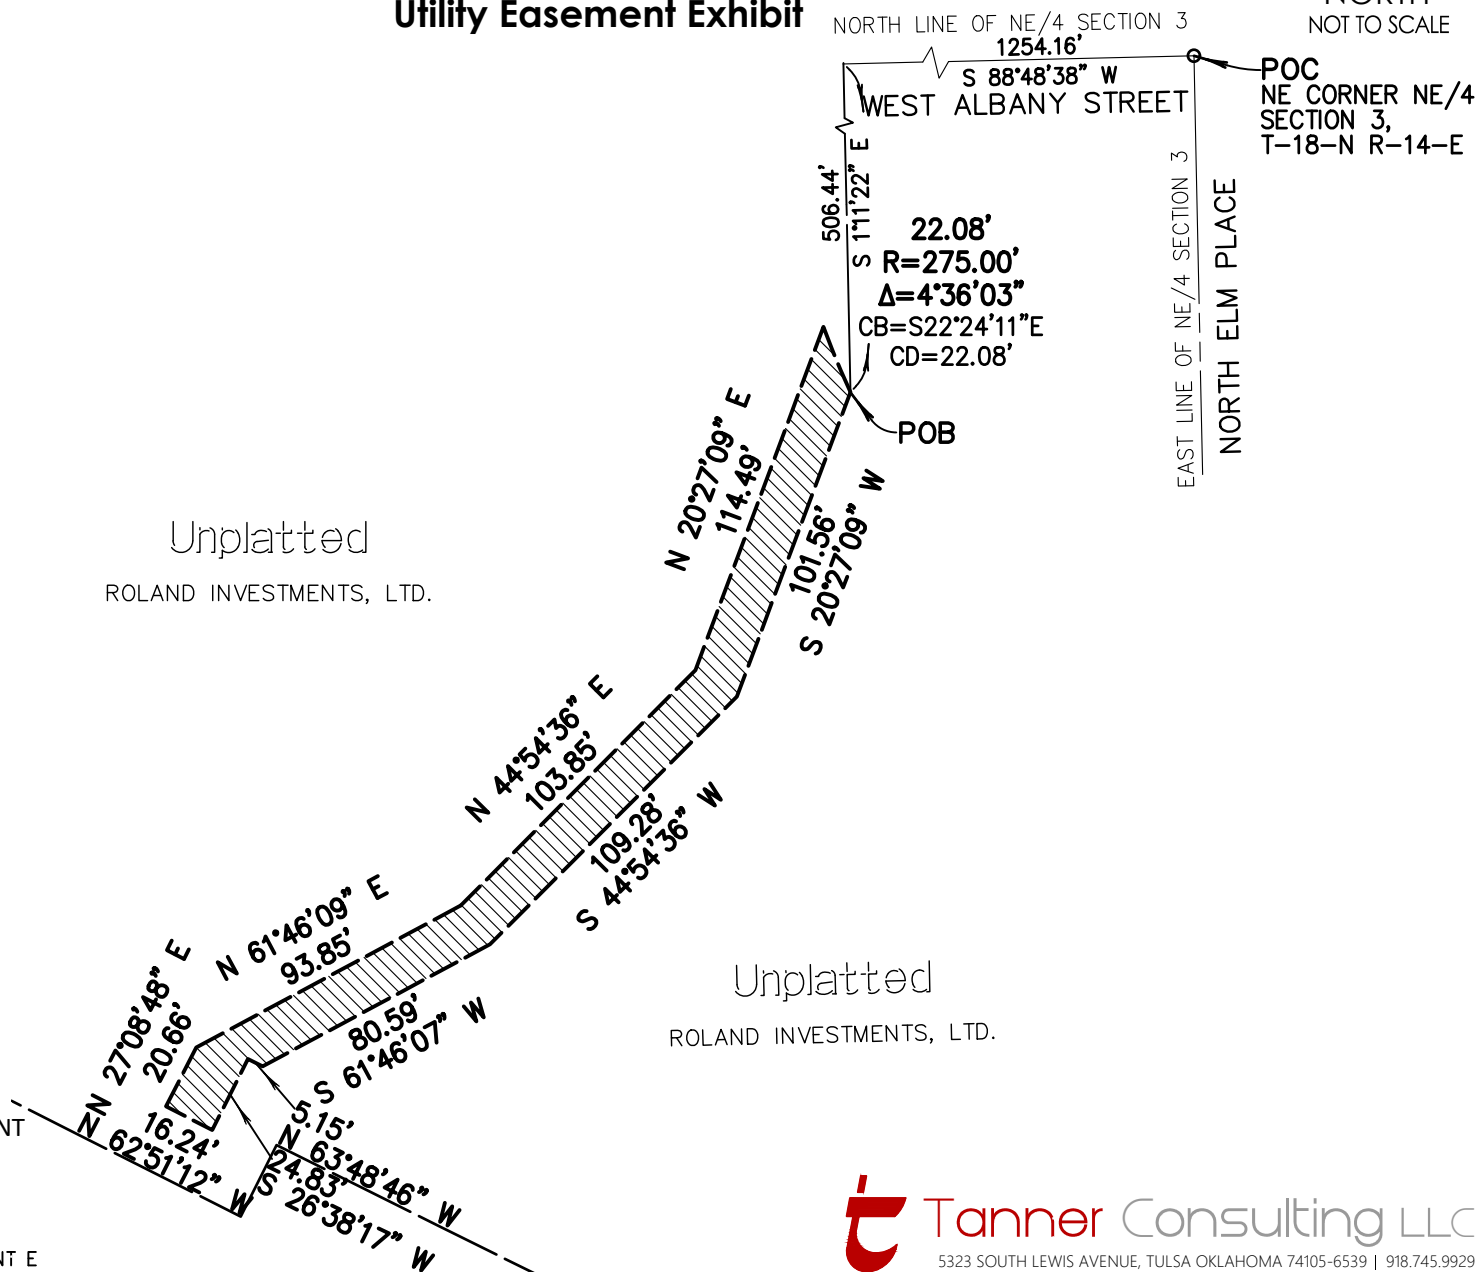 Utility Easement Exhibit
NORTH
NOT TO SCALE
NORTH LINE OF NE/4 SECTION 3
1254.16'
S 88°48'38" W
WEST ALBANY STREET
POC
NE CORNER NE/4
SECTION 3,
T-18-N R-14-E
506.44'
S 1°11'22" E
EAST LINE OF NE/4 SECTION 3
NORTH ELM PLACE
22.08'
R=275.00'
Δ=4°36'03"
CB=S22°24'11"E
CD=22.08'
POB
N 20°27'09" E
114.49'
101.56'
S 20°27'09" W
Unplatted
ROLAND INVESTMENTS, LTD.
N 44°54'36" E
103.85'
109.28'
S 44°54'36" W
N 61°46'09" E
93.85'
80.59'
S 61°46'07" W
Unplatted
ROLAND INVESTMENTS, LTD.
N 27°08'48" E
20.66'
16.24'
N 62°51'12" W
5.15'
N 63°48'46" W
24.83'
S 26°38'17" W
NT
NT E
Tanner Consulting LLC
5323 SOUTH LEWIS AVENUE, TULSA OKLAHOMA 74105-6539 | 918.745.9929